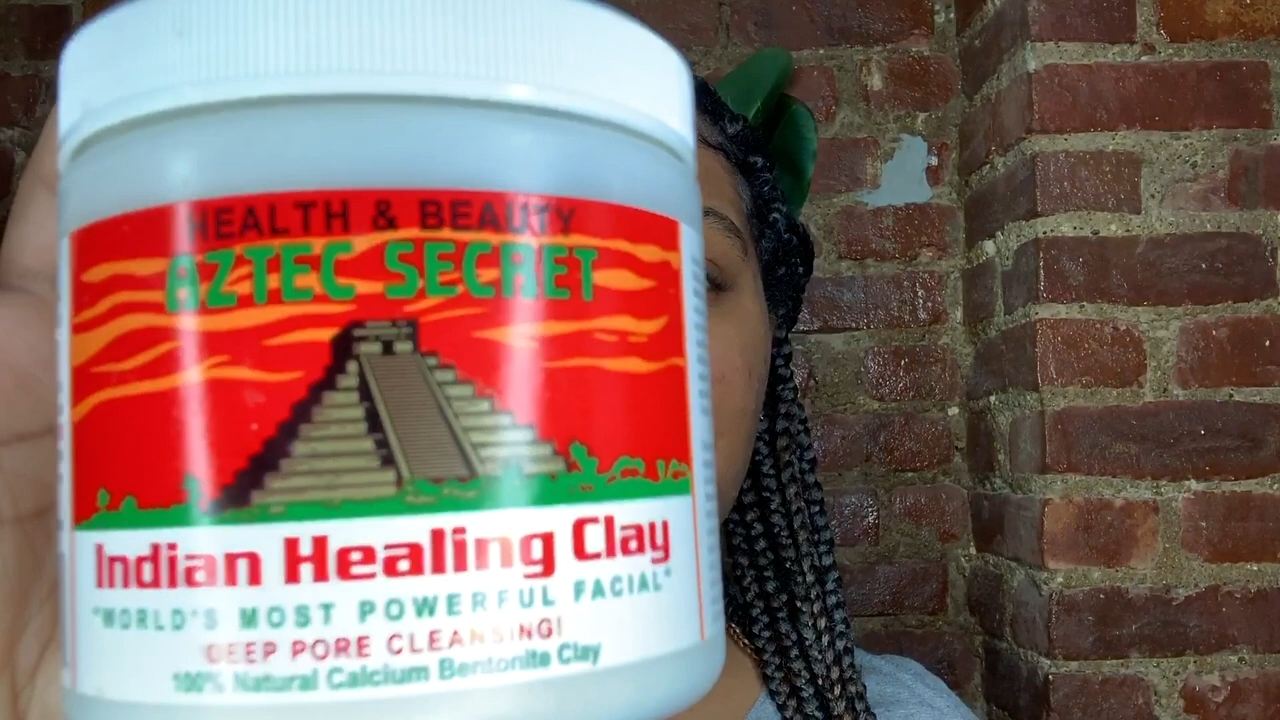 HEALTH & BEAUTY
AZTEC SECRET
Indian Healing Clay
"WORLD'S MOST POWERFUL FACIAL"
DEEP PORE CLEANSING!
100% Natural Calcium Bentonite Clay